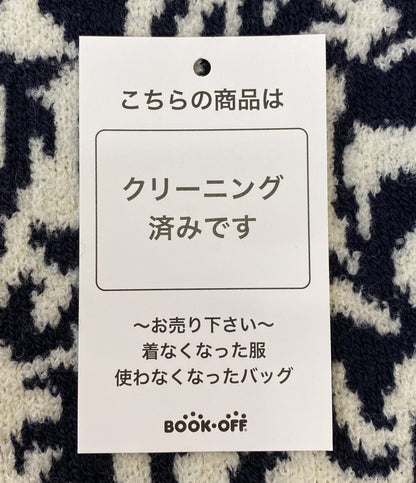 こちらの商品は
クリーニング
済みです
〜お売り下さい〜
着なくなった服
使わなくなったバッグ
BOOK・OFF